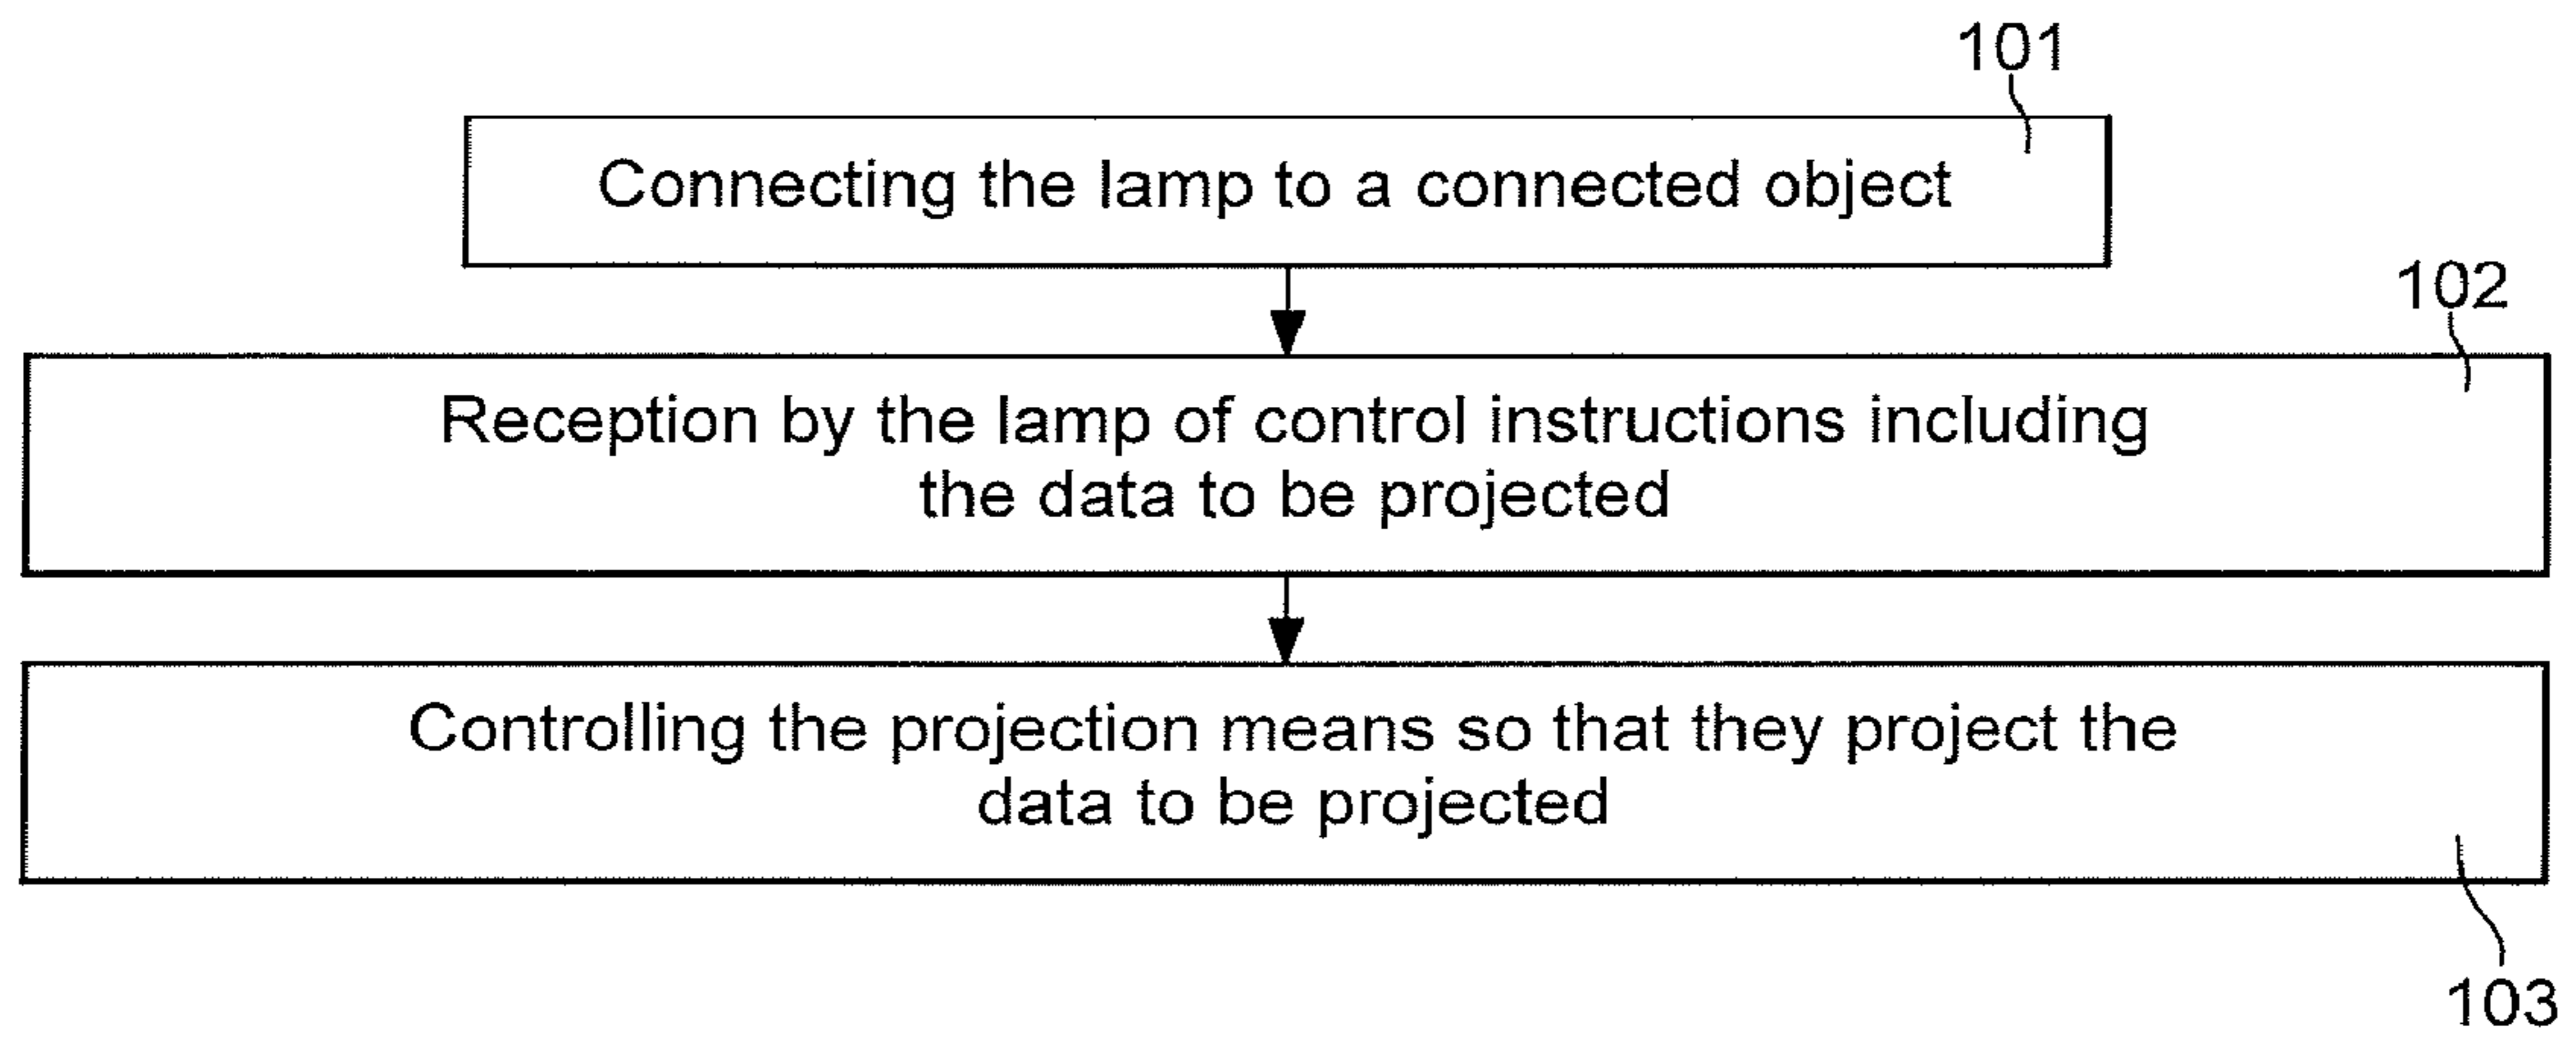 101
Connecting the lamp to a connected object
102
Reception by the lamp of control instructions including
the data to be projected
Controlling the projection means so that they project the
data to be projected
103